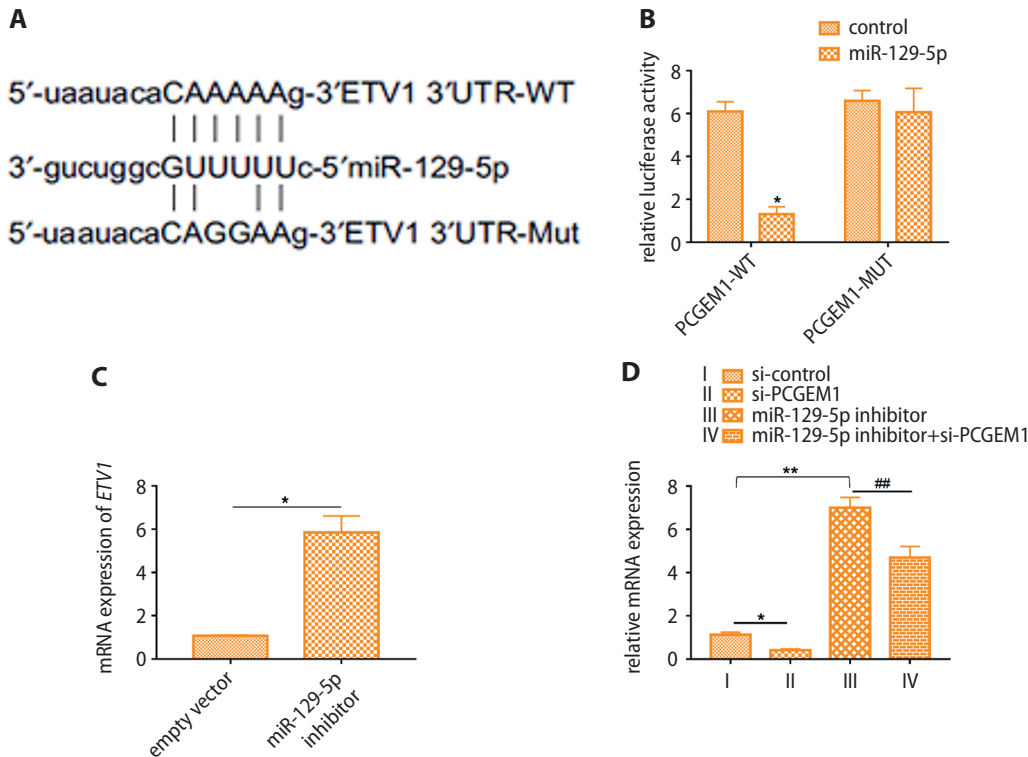 A
5′-uaauacaCAAAAAg-3′ETV1 3′UTR-WT
3′-gucuggcGUUUUUc-5′miR-129-5p
5′-uaauacaCAGGAAg-3′ETV1 3′UTR-Mut
B
control
miR-129-5p
relative luciferase activity
8
6
4
2
0
*
PCGEM1-WT
PCGEM1-MUT
C
mRNA expression of ETV1
8
6
4
2
0
*
empty vector
miR-129-5p
inhibitor
D
I si-control
II si-PCGEM1
III miR-129-5p inhibitor
IV miR-129-5p inhibitor+si-PCGEM1
relative mRNA expression
8
6
4
2
0
**
##
*
I II III IV